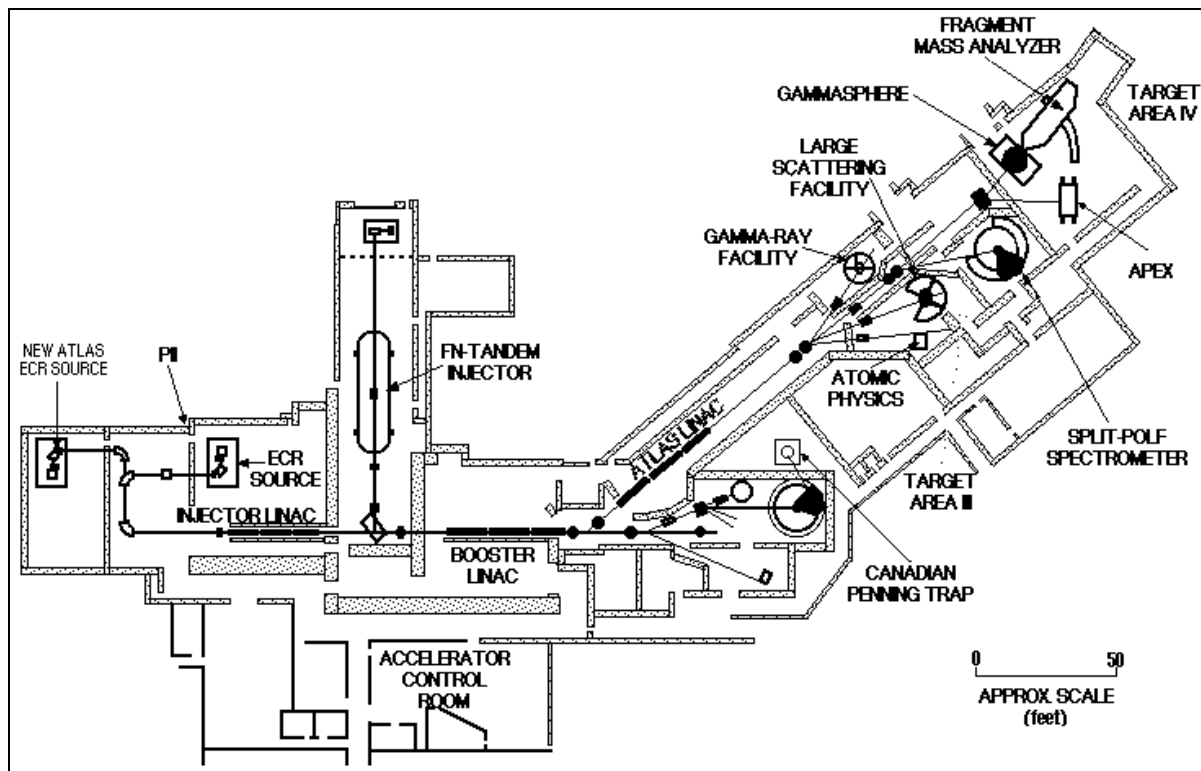 FRAGMENT
MASS ANALYZER
TARGET
AREA IV
GAMMASPHERE
LARGE
SCATTERING
FACILITY
GAMMA-RAY
FACILITY
APEX
NEW ATLAS
ECR SOURCE
PII
FN-TANDEM
INJECTOR
ATOMIC
PHYSICS
ATLAS LINAC
SPLIT-POLF
SPECTROMETER
ECR
SOURCE
TARGET
AREA III
INJECTOR LINAC
BOOSTER
LINAC
CANADIAN
PENNING TRAP
ACCELERATOR
CONTROL
ROOM
0 50
APPROX. SCALE
(feet)